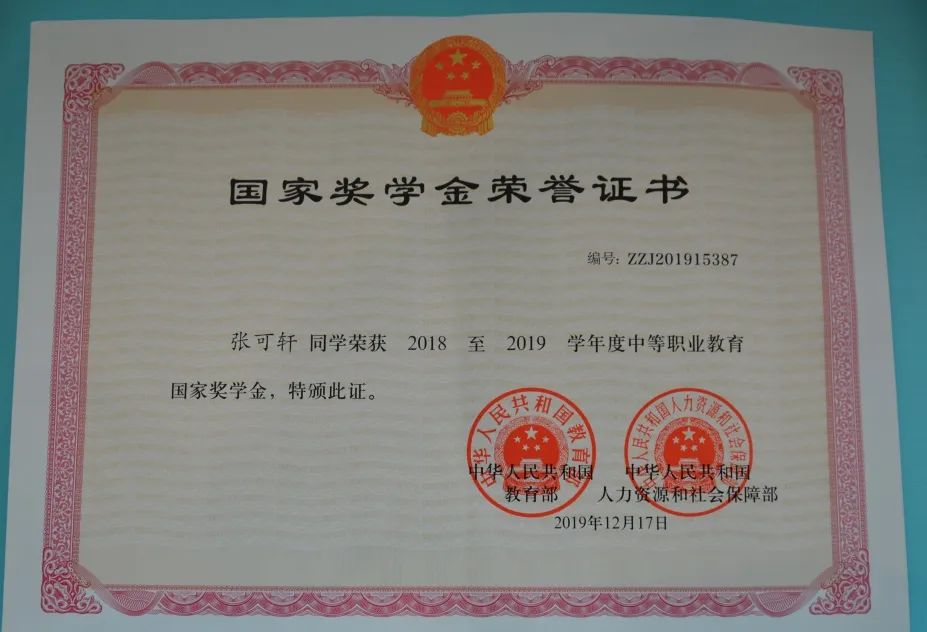 国家奖学金荣誉证书
编号：ZZJ201915387
张可轩 同学荣获 2018 至 2019 学年度中等职业教育
国家奖学金，特颁此证。
中华人民共和国教育部
中华人民共和国人力资源和社会保
中华人民共和国 中华人民共和国
教育部 人力资源和社会保障部
2019年12月17日